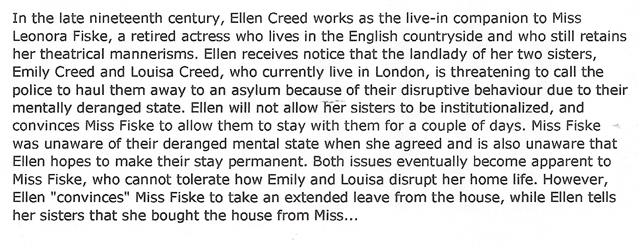 In the late nineteenth century, Ellen Creed works as the live-in companion to Miss
Leonora Fiske, a retired actress who lives in the English countryside and who still retains
her theatrical mannerisms. Ellen receives notice that the landlady of her two sisters,
Emily Creed and Louisa Creed, who currently live in London, is threatening to call the
police to haul them away to an asylum because of their disruptive behaviour due to their
mentally deranged state. Ellen will not allow her sisters to be institutionalized, and
convinces Miss Fiske to allow them to stay with them for a couple of days. Miss Fiske
was unaware of their deranged mental state when she agreed and is also unaware that
Ellen hopes to make their stay permanent. Both issues eventually become apparent to
Miss Fiske, who cannot tolerate how Emily and Louisa disrupt her home life. However,
Ellen "convinces" Miss Fiske to take an extended leave from the house, while Ellen tells
her sisters that she bought the house from Miss...